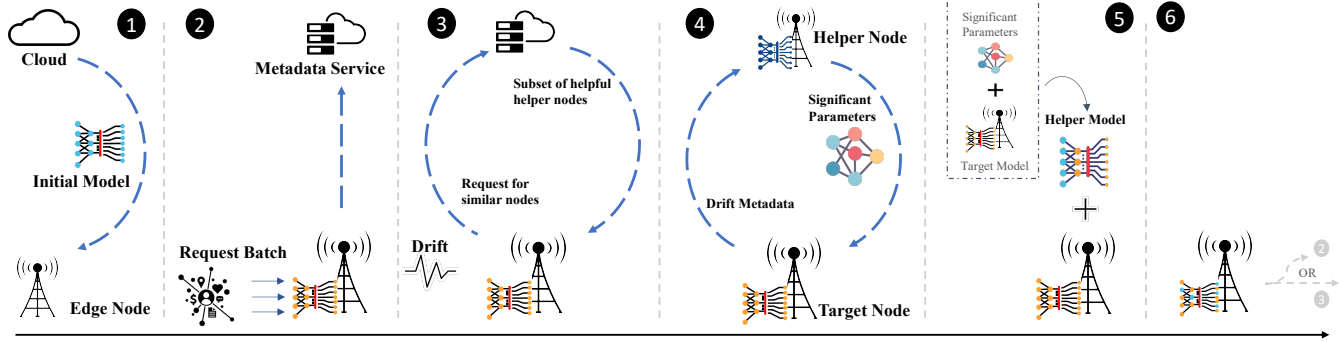 1
Cloud
Initial Model
Edge Node
2
Metadata Service
Request Batch
$
3
Subset of helpful
helper nodes
Request for
similar nodes
Drift
4
Helper Node
Significant
Parameters
Drift Metadata
Target Node
5
Significant
Parameters
+
Target Model
Helper Model
+
6
2
OR
3